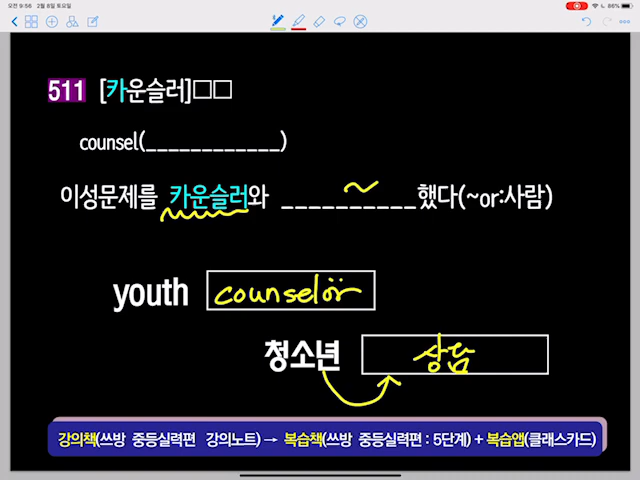 오전 9:56 2월 8일 토요일 86%
511 [카운슬러]□□
counsel(____________)
이성문제를 카운슬러와 __________했다(~or:사람)
youth counselor
청소년 상담
강의책(쓰방 중등실력편 강의노트) → 복습책(쓰방 중등실력편 : 5단계) + 복습앱(클래스카드)